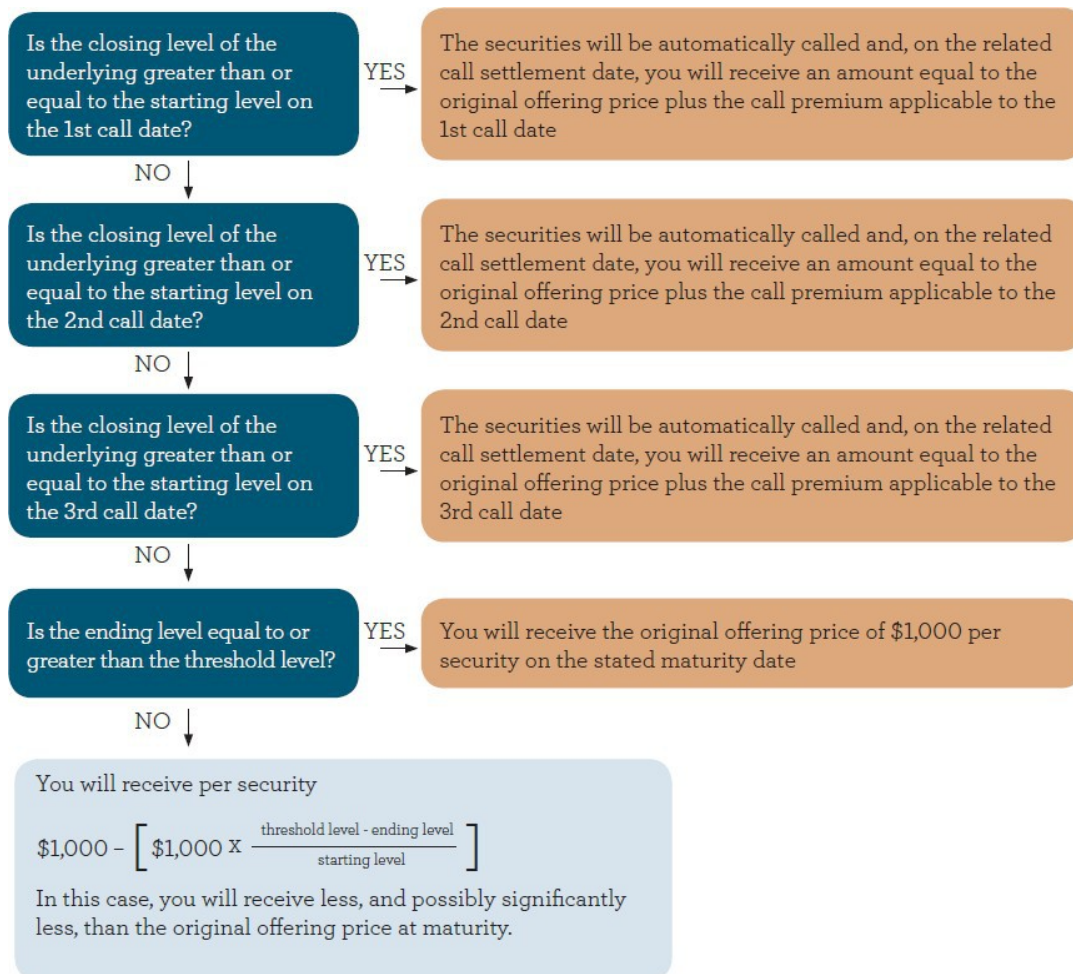 Is the closing level of the
underlying greater than or
equal to the starting level on
the 1st call date?
YES
The securities will be automatically called and, on the related
call settlement date, you will receive an amount equal to the
original offering price plus the call premium applicable to the
1st call date
NO
Is the closing level of the
underlying greater than or
equal to the starting level on
the 2nd call date?
YES
The securities will be automatically called and, on the related
call settlement date, you will receive an amount equal to the
original offering price plus the call premium applicable to the
2nd call date
NO
Is the closing level of the
underlying greater than or
equal to the starting level on
the 3rd call date?
YES
The securities will be automatically called and, on the related
call settlement date, you will receive an amount equal to the
original offering price plus the call premium applicable to the
3rd call date
NO
Is the ending level equal to or
greater than the threshold level?
YES
You will receive the original offering price of $1,000 per
security on the stated maturity date
NO
You will receive per security
$1,000 – [ $1,000 x
threshold level - ending level
starting level
]
In this case, you will receive less, and possibly significantly
less, than the original offering price at maturity.